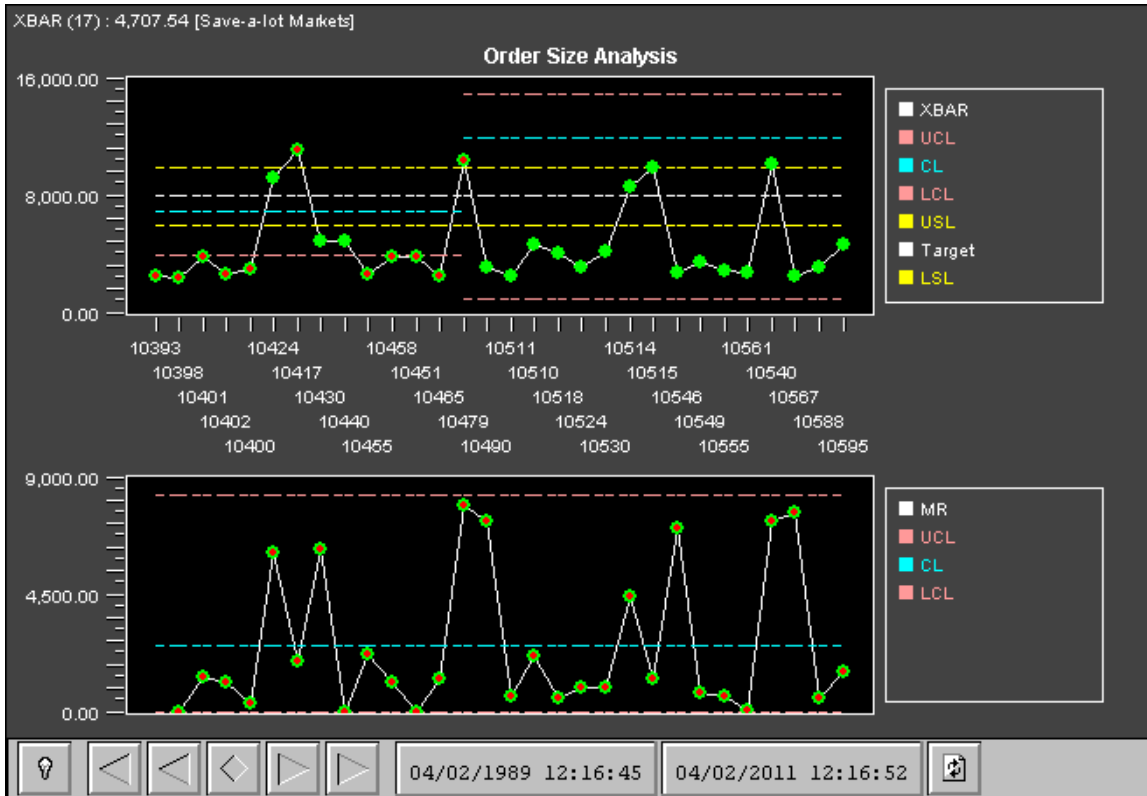 XBAR (17) : 4,707.54 [Save-a-lot Markets]
Order Size Analysis
16,000.00
8,000.00
0.00
XBAR
UCL
CL
LCL
USL
Target
LSL
10393 10424 10458 10511 10514 10561
10398 10417 10451 10510 10515 10540
10401 10430 10465 10518 10546 10567
10402 10440 10479 10524 10549 10588
10400 10455 10490 10530 10555 10595
9,000.00
4,500.00
0.00
MR
UCL
CL
LCL
04/02/1989 12:16:45 04/02/2011 12:16:52